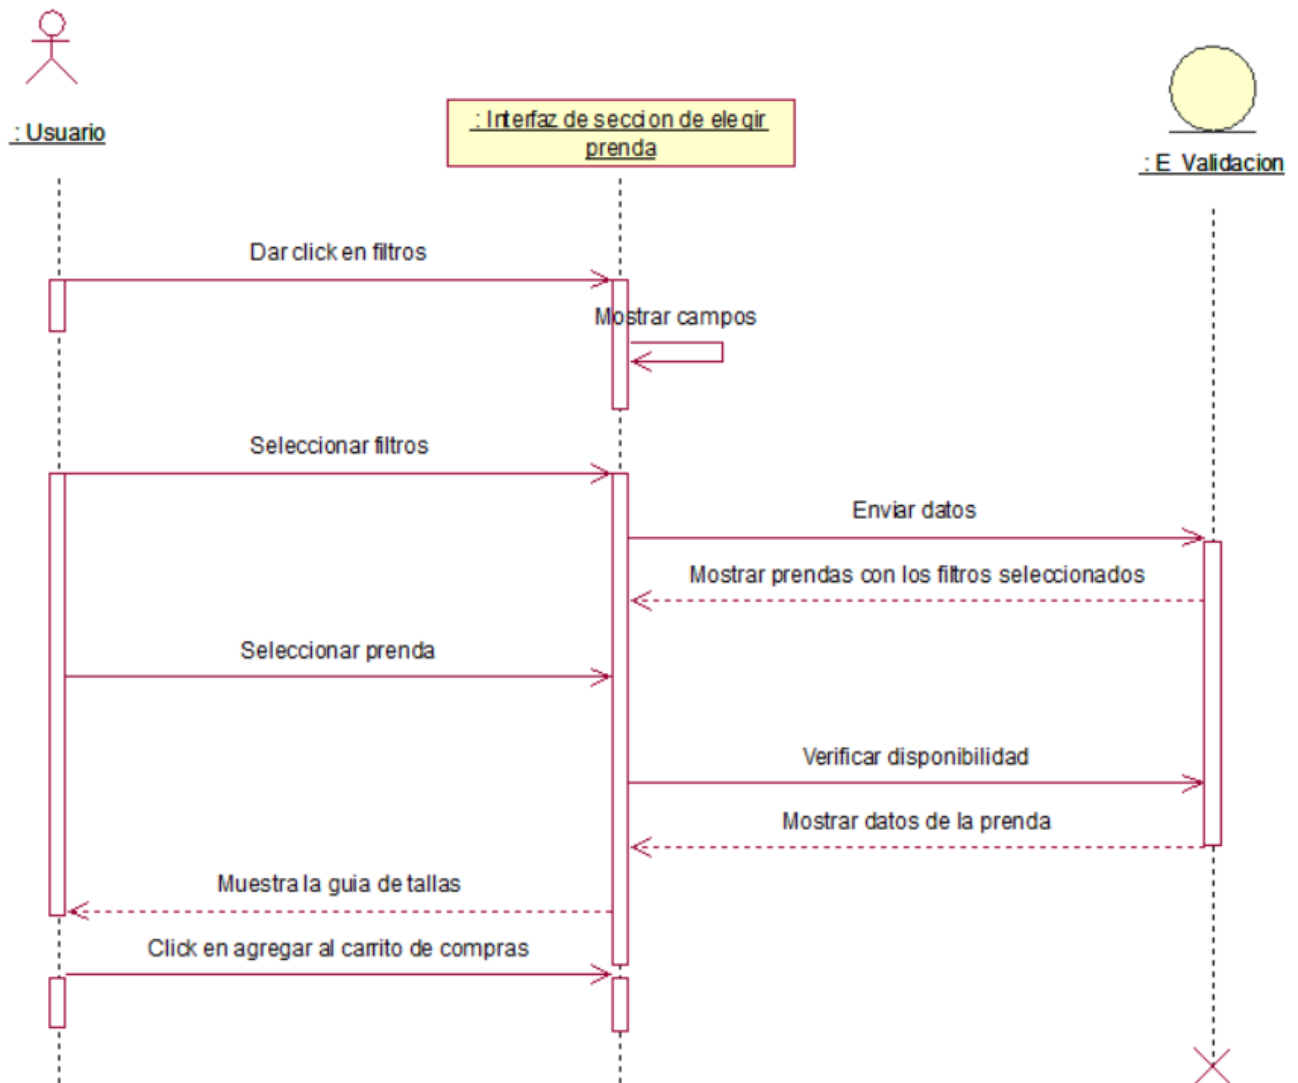 : Usuario
: Interfaz de seccion de elegir
prenda
: E_Validacion
Dar click en filtros
Mostrar campos
Seleccionar filtros
Enviar datos
Mostrar prendas con los filtros seleccionados
Seleccionar prenda
Verificar disponibilidad
Mostrar datos de la prenda
Muestra la guia de tallas
Click en agregar al carrito de compras